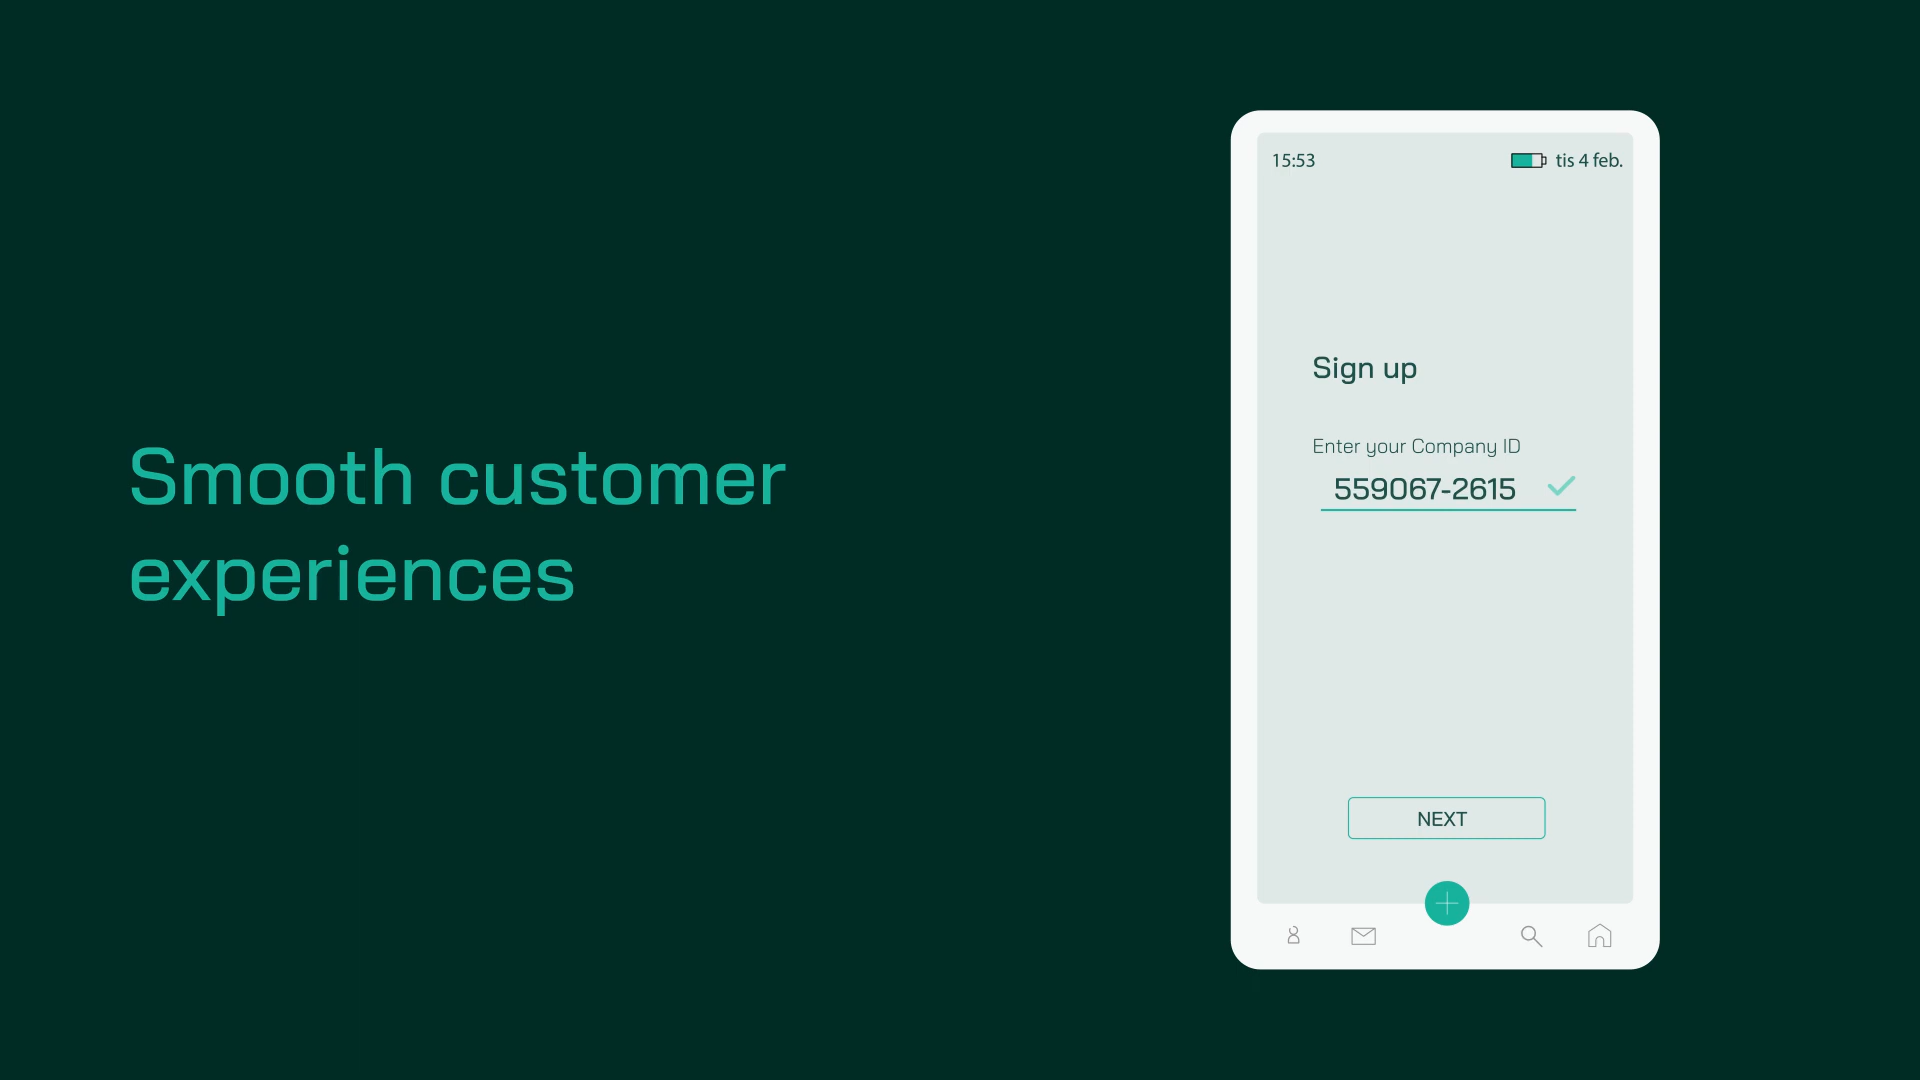 Smooth customer
experiences
15:53
tis 4 feb.
Sign up
Enter your Company ID
559067-2615
NEXT